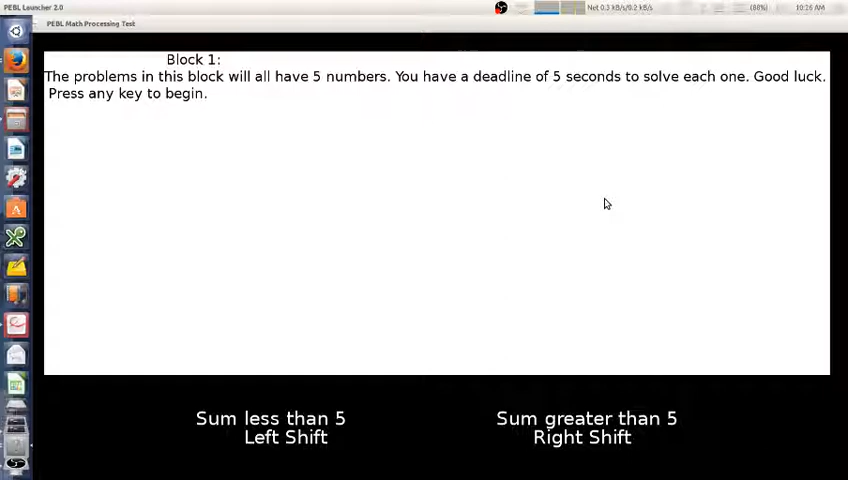 PEBL Launcher 2.0
Net 0.3 kB/s/0.2 kB/s
(88%)
10:26 AM
PEBL Math Processing Test
Block 1:
The problems in this block will all have 5 numbers. You have a deadline of 5 seconds to solve each one. Good luck.
Press any key to begin.
Sum less than 5
Left Shift
Sum greater than 5
Right Shift